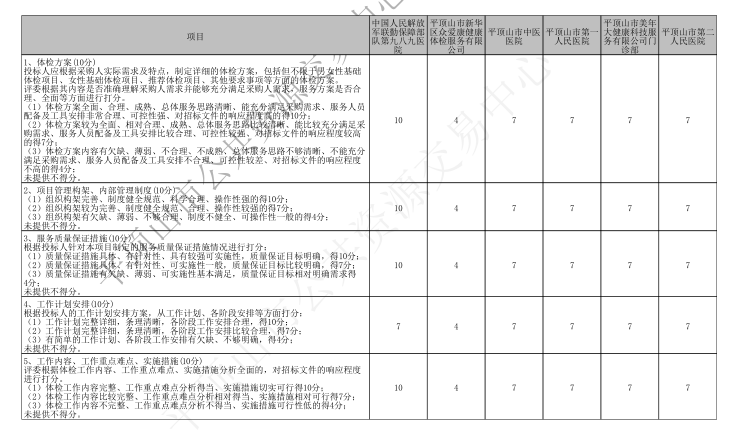 项目
中国人民解放
军联勤保障部
队第九八九医
院
平顶山市新华
区众爱康健康
体检服务有限
公司
平顶山市中医
医院
平顶山市第一
人民医院
平顶山市美年
大健康科技服
务有限公司门
诊部
平顶山市第二
人民医院
1、体检方案(10分)
投标人应根据采购人实际需求及特点，制定详细的体检方案，包括但不限于男女性基础
体检项目、女性基础体检项目、推荐体检项目、其他要求事项等方面的体检方案。
评委根据其内容是否准确理解采购人需求并能够充分满足采购人需求、服务方案是否合
理、全面等方面进行打分。
（1）体检方案全面、合理、成熟、总体服务思路清晰、能充分满足采购需求、服务人员
配备及工具安排非常合理、可控性强、对招标文件的响应程度高的得10分；
（2）体检方案较为全面、相对合理、成熟、总体服务思路比较清晰、能比较充分满足采
购需求、服务人员配备及工具安排比较合理、可控性较强、对招标文件的响应程度较高
的得7分；
（3）体检方案内容有欠缺、薄弱、不合理、不成熟、总体服务思路不够清晰、不能充分
满足采购需求、服务人员配备及工具安排不合理、可控性较差、对招标文件的响应程度
不高的得4分；
未提供不得分。
10 4 7 7 7 7
2、项目管理构架、内部管理制度(10分)
（1）组织构架完善、制度健全规范、科学合理、操作性强的得10分；
（2）组织构架较为完善、制度健全规范、合理、操作性较强的得7分；
（3）组织构架有欠缺、薄弱、不够合理、制度不健全、可操作性一般的得4分；
未提供不得分。
10 4 7 7 7 7
3、服务质量保证措施(10分)
根据投标人针对本项目制定的服务质量保证措施情况进行打分：
（1）质量保证措施具体、有针对性、具有较强可实施性，质量保证目标明确，得10分；
（2）质量保证措施具体、有针对性、可实施性一般，质量保证目标比较明确，得7分；
（3）质量保证措施有欠缺、薄弱、可实施性基本满足，质量保证目标相对明确需求得
4分；
未提供不得分。
10 4 7 7 7 7
4、工作计划安排(10分)
根据投标人的工作计划安排方案，从工作计划、各阶段安排等方面打分；
（1）工作计划完整详细，条理清晰，各阶段工作安排合理，得10分；
（2）工作计划完整详细，条理清晰，各阶段工作安排比较合理，得7分；
（3）有简单的工作计划、各阶段工作安排有欠缺、不够明确，得4分；
未提供不得分。
7 4 7 7 7 7
5、工作内容、工作重点难点、实施措施(10分)
评委根据体检工作内容、工作重点难点、实施措施分析全面的，对招标文件的响应程度
进行打分。
（1）体检工作内容完整、工作重点难点分析得当、实施措施切实可行得10分；
（2）体检工作内容比较完整、工作重点难点分析相对得当、实施措施相对可行得7分；
（3）体检工作内容不完整、工作重点难点分析不得当、实施措施可行性低的得4分；
未提供不得分。
10 4 7 7 7 7
平顶山市公共资源交易中心